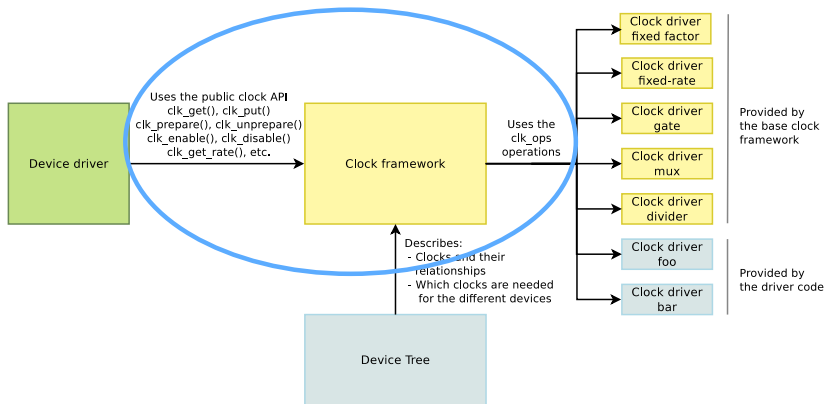 Device driver
Uses the public clock API
clk_get(), clk_put()
clk_prepare(), clk_unprepare()
clk_enable(), clk_disable()
clk_get_rate(), etc.
Clock framework
Uses the
clk_ops
operations
Clock driver
fixed factor
Clock driver
fixed-rate
Clock driver
gate
Clock driver
mux
Clock driver
divider
Clock driver
foo
Clock driver
bar
Provided by
the base clock
framework
Provided by
the driver code
Describes:
- Clocks and their
relationships
- Which clocks are needed
for the different devices
Device Tree